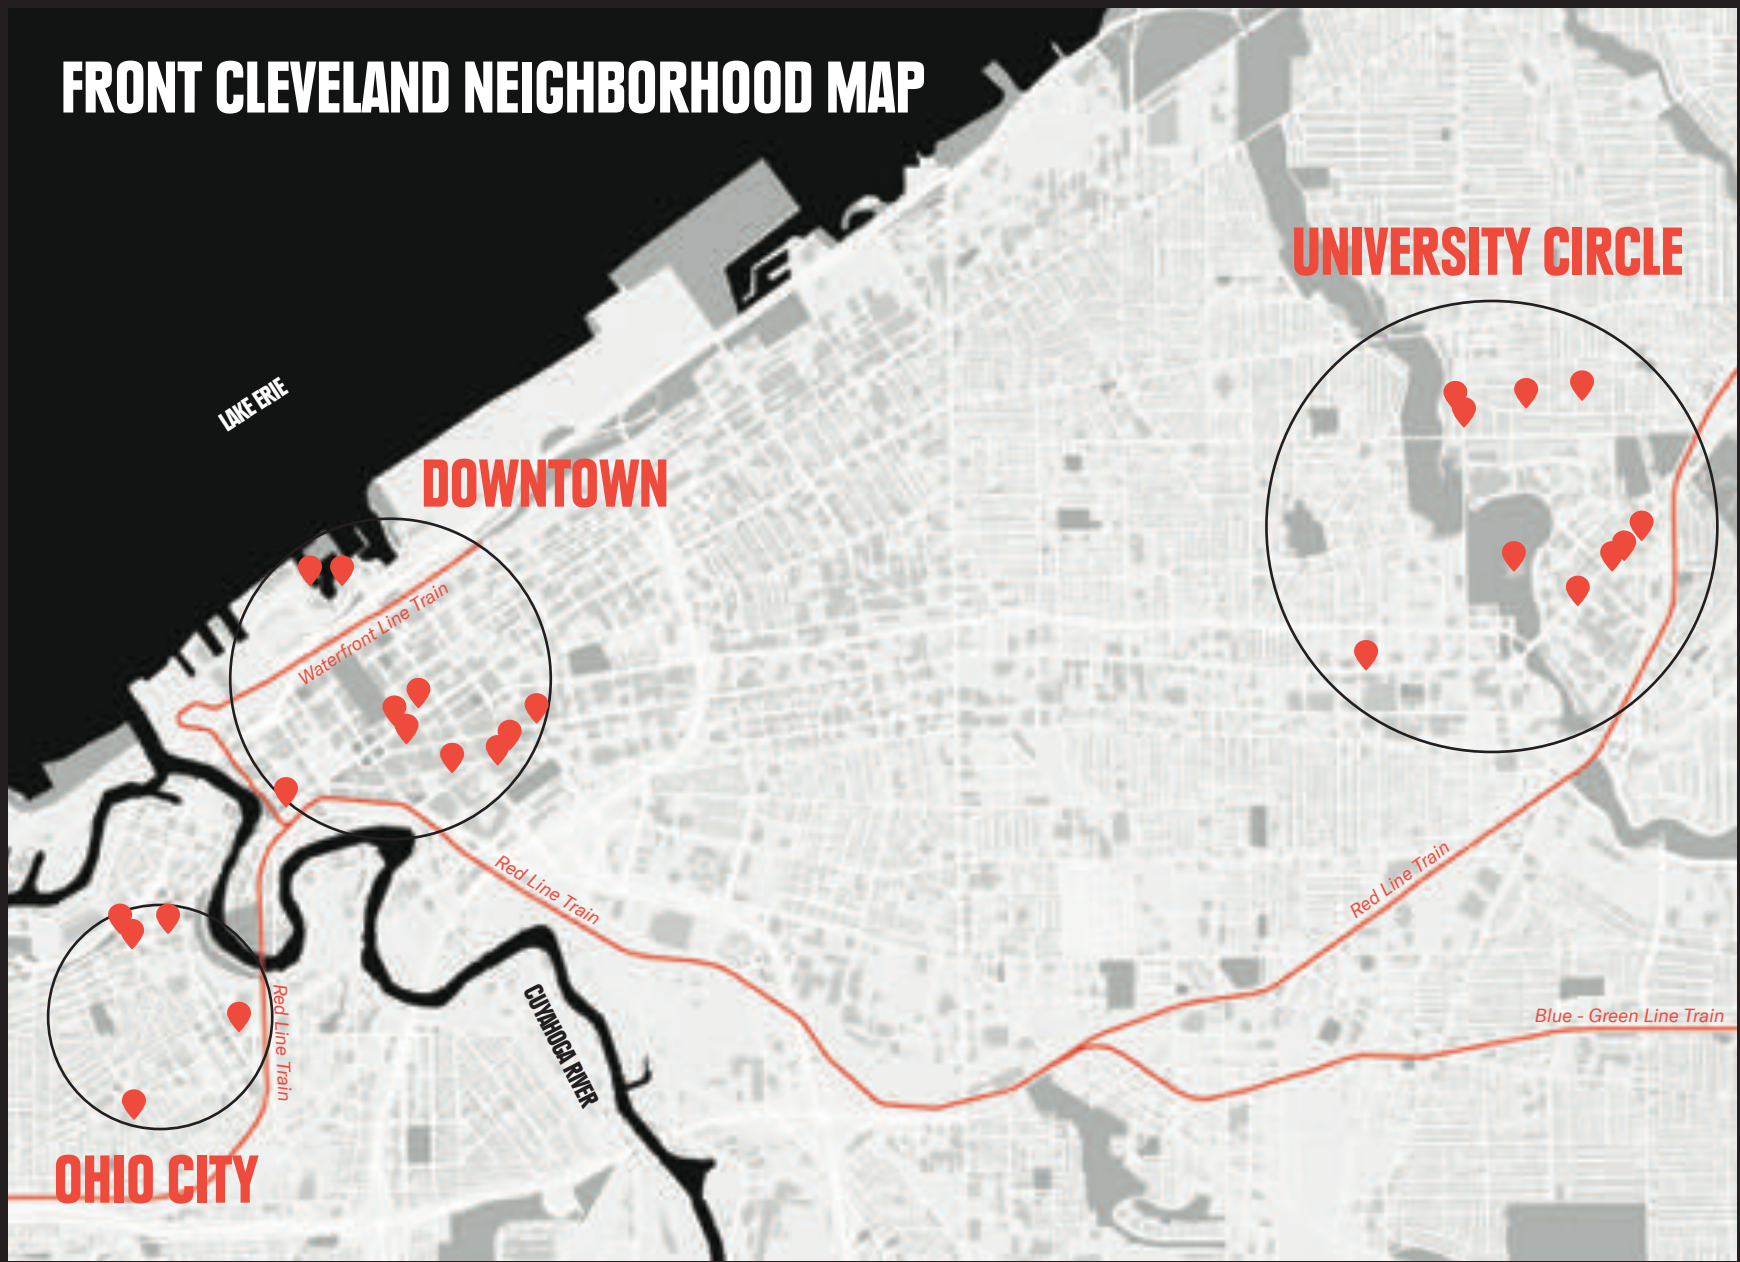 FRONT CLEVELAND NEIGHBORHOOD MAP
UNIVERSITY CIRCLE
LAKE ERIE
DOWNTOWN
Waterfront Line Train
Red Line Train
Red Line Train
Red Line Train
CUYAHOGA RIVER
Blue - Green Line Train
OHIO CITY